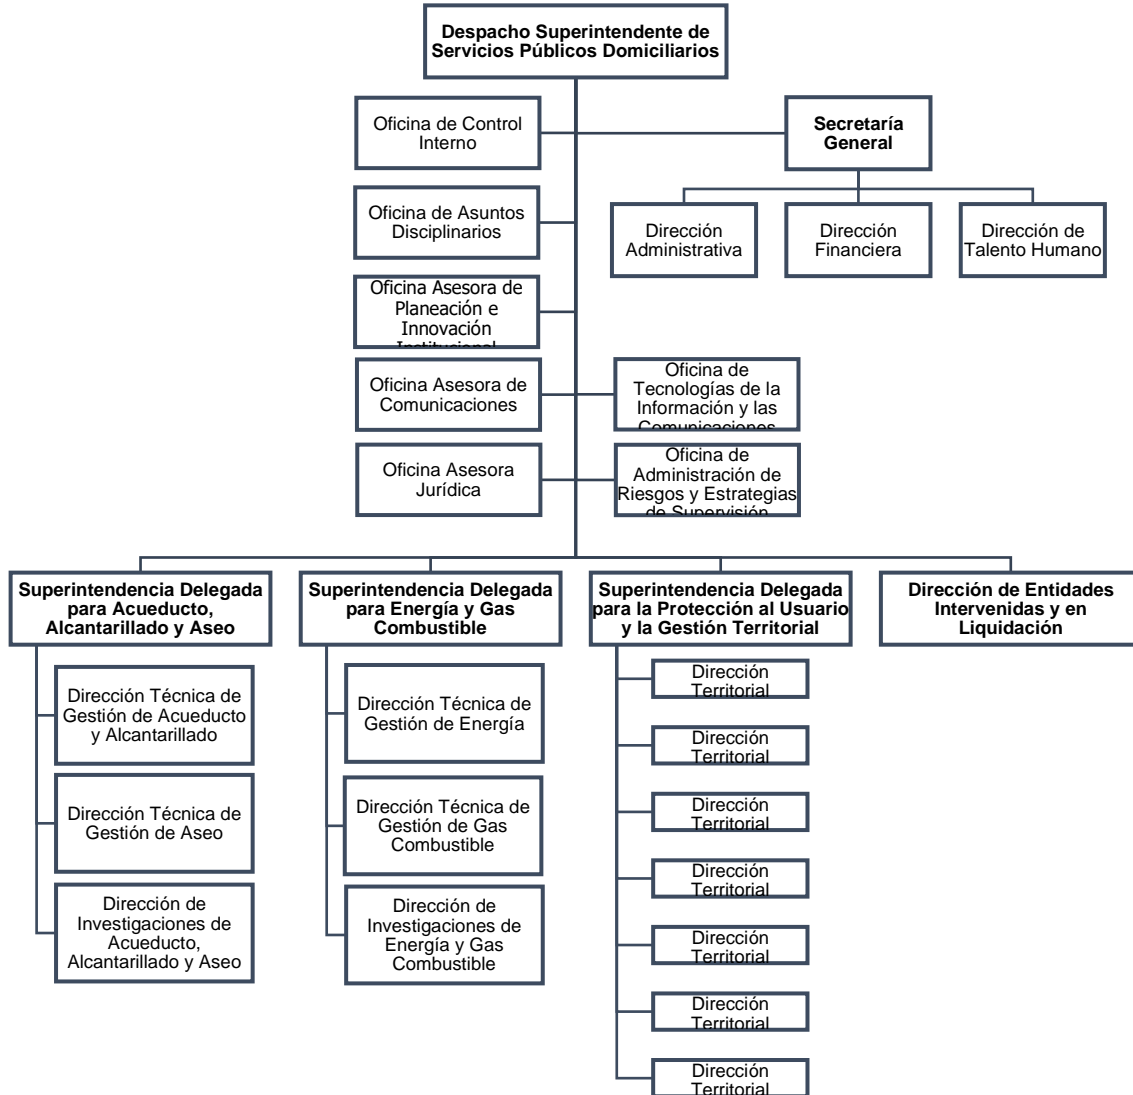 Despacho Superintendente de
Servicios Públicos Domiciliarios
Oficina de Control
Interno
Secretaría
General
Oficina de Asuntos
Disciplinarios
Dirección
Administrativa
Dirección
Financiera
Dirección de
Talento Humano
Oficina Asesora de
Planeación e
Innovación
Institucional
Oficina Asesora de
Comunicaciones
Oficina de
Tecnologías de la
Información y las
Comunicaciones
Oficina Asesora
Jurídica
Oficina de
Administración de
Riesgos y Estrategias
de Supervisión
Superintendencia Delegada
para Acueducto,
Alcantarillado y Aseo
Superintendencia Delegada
para Energía y Gas
Combustible
Superintendencia Delegada
para la Protección al Usuario
y la Gestión Territorial
Dirección de Entidades
Intervenidas y en
Liquidación
Dirección Técnica de
Gestión de Acueducto
y Alcantarillado
Dirección Técnica de
Gestión de Aseo
Dirección de
Investigaciones de
Acueducto,
Alcantarillado y Aseo
Dirección Técnica de
Gestión de Energía
Dirección Técnica de
Gestión de Gas
Combustible
Dirección de
Investigaciones de
Energía y Gas
Combustible
Dirección
Territorial
Dirección
Territorial
Dirección
Territorial
Dirección
Territorial
Dirección
Territorial
Dirección
Territorial
Dirección
Territorial